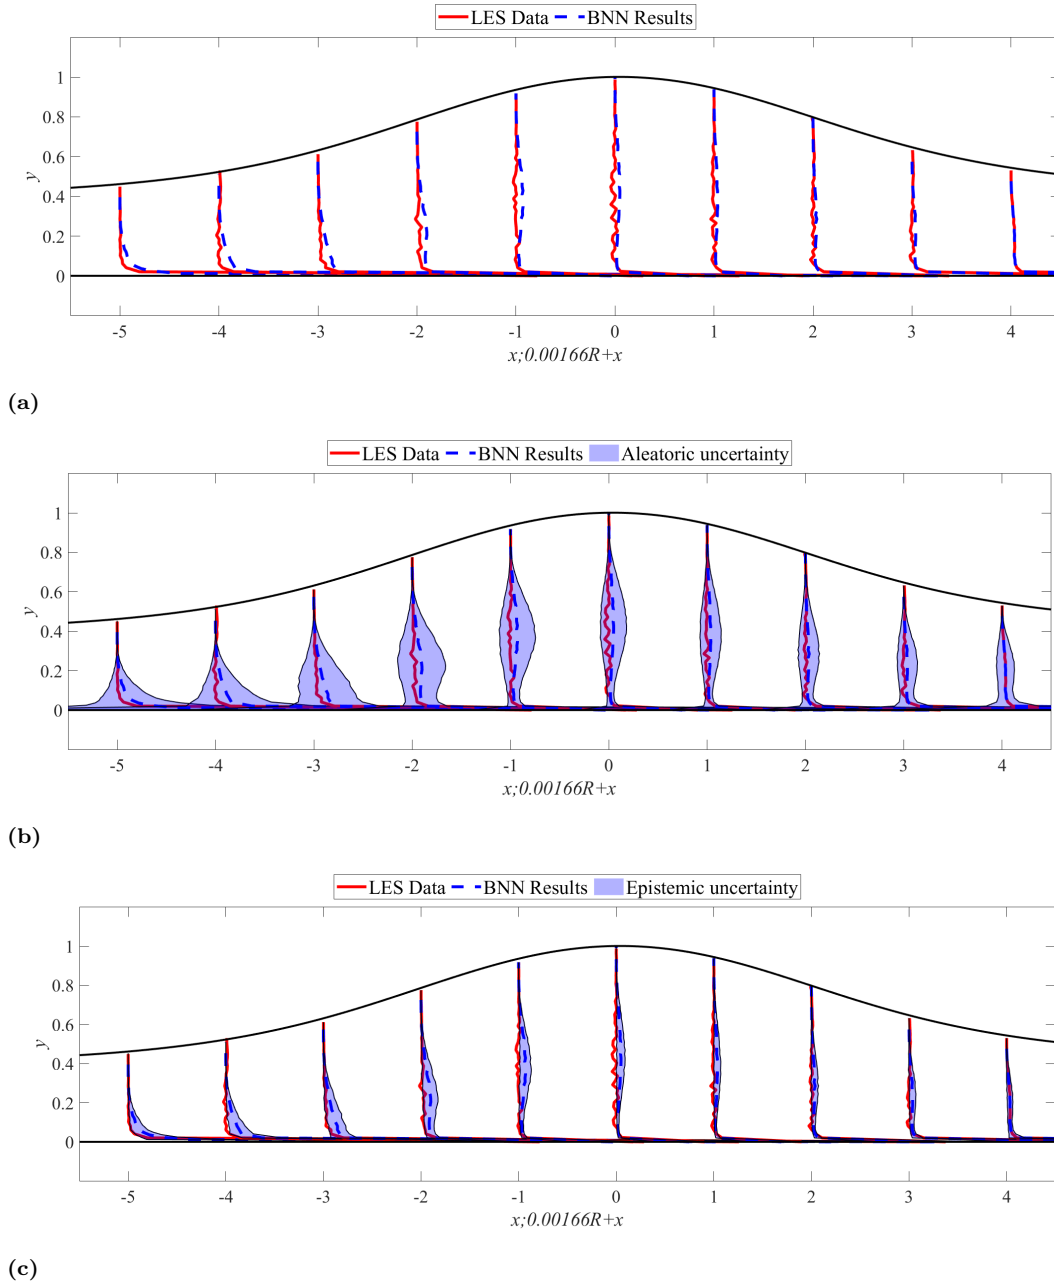 LES Data BNN Results
1
0.8
0.6
y
0.4
0.2
0
-5 -4 -3 -2 -1 0 1 2 3 4
x;0.00166R+x
(a)
LES Data BNN Results Aleatoric uncertainty
1
0.8
0.6
y
0.4
0.2
0
-5 -4 -3 -2 -1 0 1 2 3 4
x;0.00166R+x
(b)
LES Data BNN Results Epistemic uncertainty
1
0.8
0.6
y
0.4
0.2
0
-5 -4 -3 -2 -1 0 1 2 3 4
x;0.00166R+x
(c)